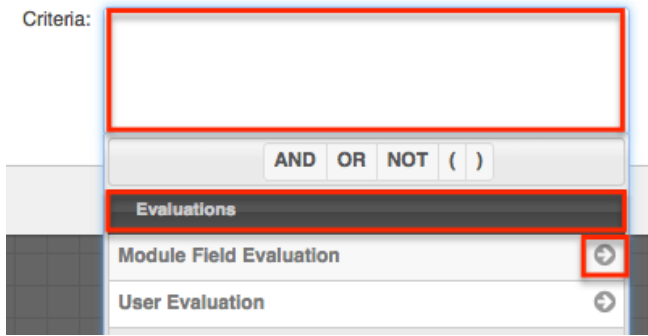 Criteria:
AND OR NOT ( )
Evaluations
Module Field Evaluation
User Evaluation